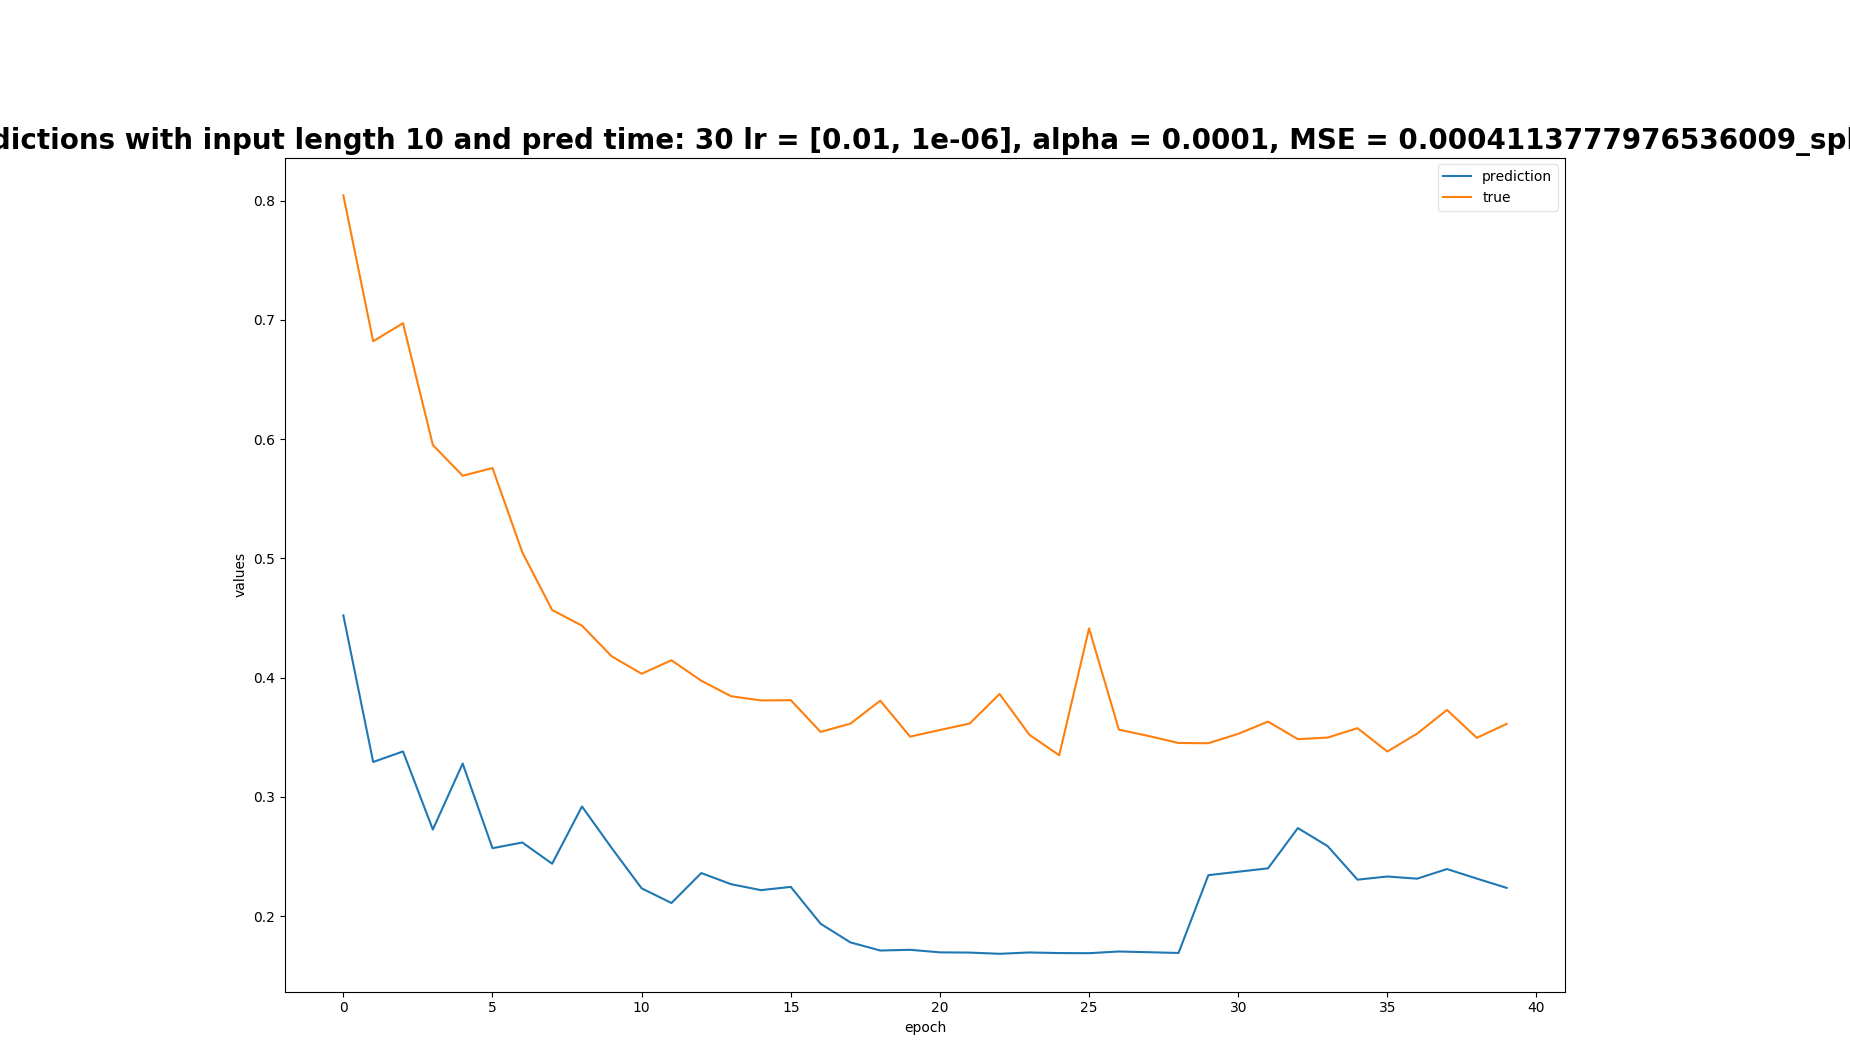 dictions with input length 10 and pred time: 30 lr = [0.01, 1e-06], alpha = 0.0001, MSE = 0.0004113777976536009_spl
prediction
true
0.8
0.7
0.6
0.5
0.4
0.3
0.2
values
0 5 10 15 20 25 30 35 40
epoch